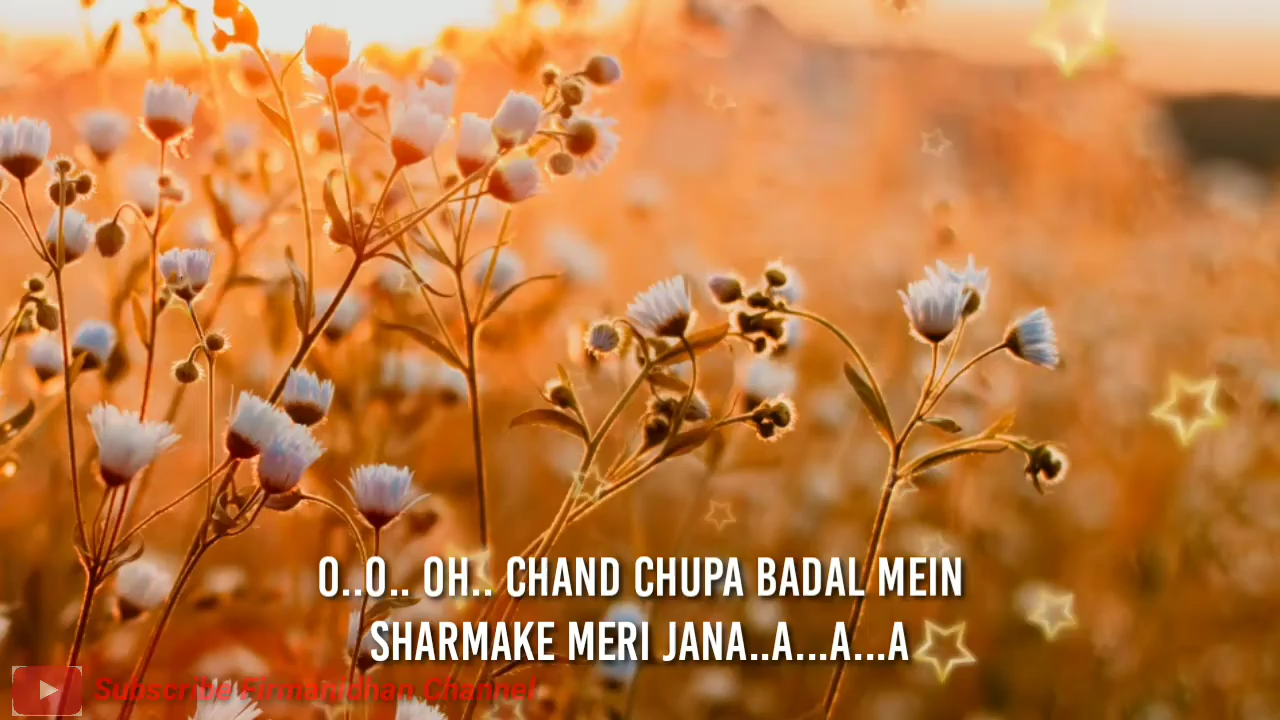 O..O.. OH.. CHAND CHUPA BADAL MEIN
SHARMAKE MERI JANA..A...A...A
Subscribe Firmanidhan Channel